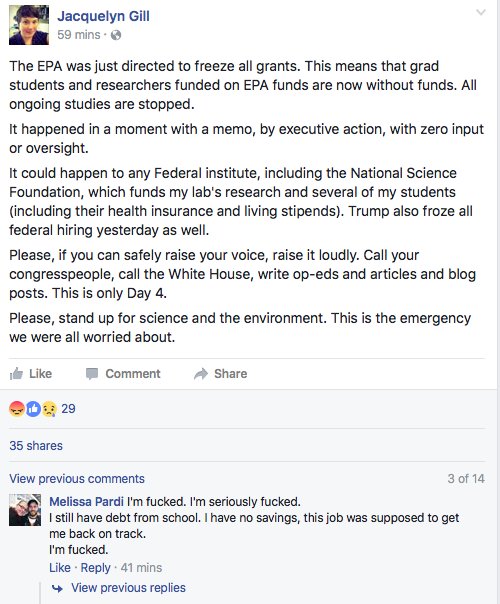 Jacquelyn Gill
59 mins ·
The EPA was just directed to freeze all grants. This means that grad
students and researchers funded on EPA funds are now without funds. All
ongoing studies are stopped.
It happened in a moment with a memo, by executive action, with zero input
or oversight.
It could happen to any Federal institute, including the National Science
Foundation, which funds my lab's research and several of my students
(including their health insurance and living stipends). Trump also froze all
federal hiring yesterday as well.
Please, if you can safely raise your voice, raise it loudly. Call your
congresspeople, call the White House, write op-eds and articles and blog
posts. This is only Day 4.
Please, stand up for science and the environment. This is the emergency
we were all worried about.
Like Comment Share
29
35 shares
View previous comments 3 of 14
Melissa Pardi I'm fucked. I'm seriously fucked.
I still have debt from school. I have no savings, this job was supposed to get
me back on track.
I'm fucked.
Like · Reply · 41 mins
View previous replies